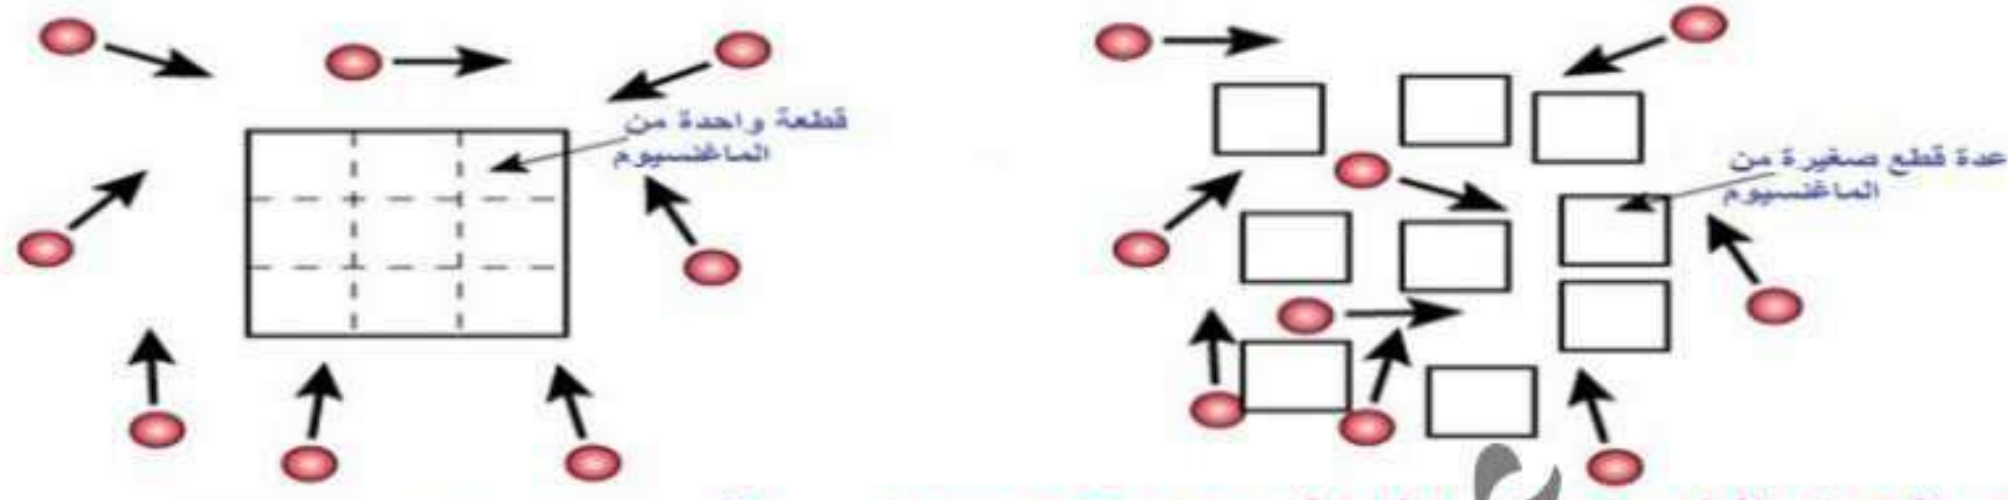 قطعة واحدة من
الماغنسيوم
عدة قطع صغيرة من
الماغنسيوم